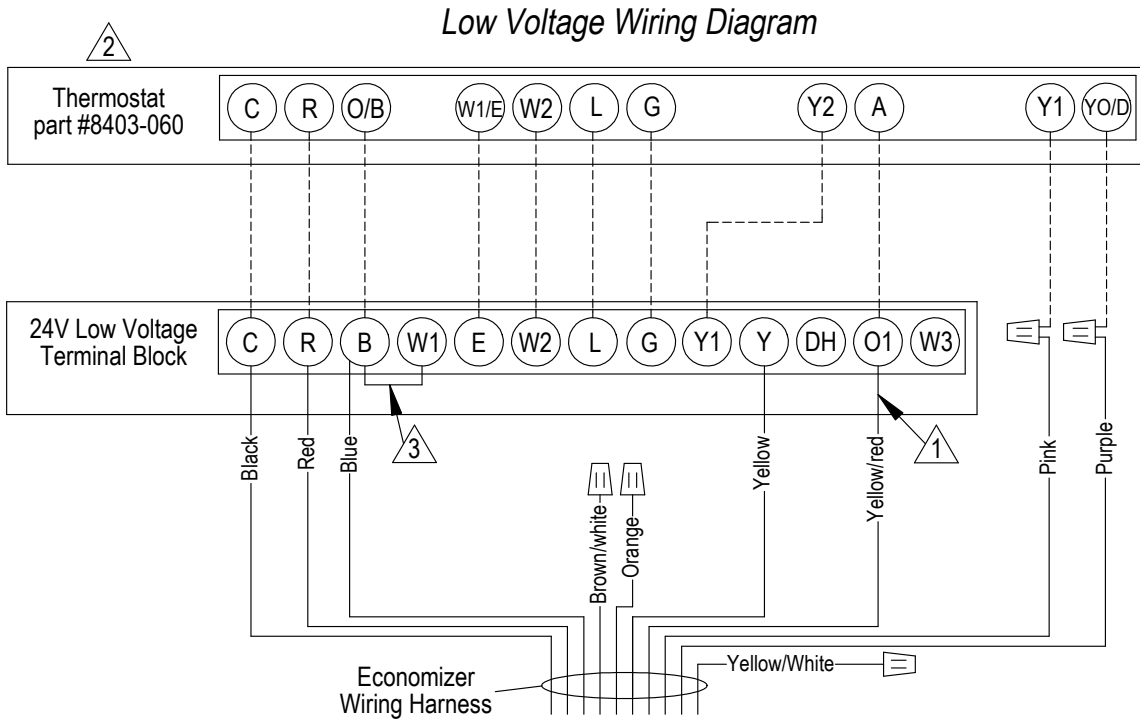 Low Voltage Wiring Diagram
2
Thermostat
part #8403-060
C R O/B W1/E W2 L G Y2 A Y1 YO/D
24V Low Voltage
Terminal Block
C R B W1 E W2 L G Y1 Y DH O1 W3
3
1
Black
Red
Blue
Brown/white
Orange
Yellow
Yellow/red
Pink
Purple
Yellow/White
Economizer
Wiring Harness